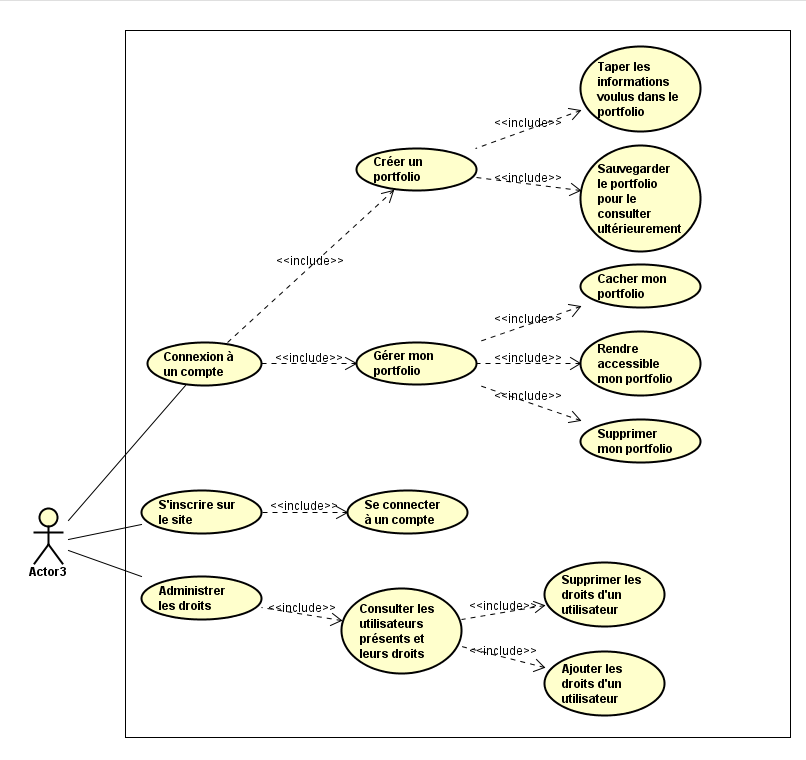 Taper les
informations
voulus dans le
portfolio
<<include>>
Créer un
portfolio
<<include>>
Sauvegarder
le portfolio
pour le
consulter
ultérieurement
<<include>>
Cacher mon
portfolio
<<include>>
Connexion à
un compte
<<include>>
Gérer mon
portfolio
<<include>>
Rendre
accessible
mon portfolio
<<include>>
Supprimer
mon portfolio
S'inscrire sur
le site
<<include>>
Se connecter
à un compte
Actor3
Administrer
les droits
<<include>>
Consulter les
utilisateurs
présents et
leurs droits
<<include>>
Supprimer les
droits d'un
utilisateur
<<include>>
Ajouter les
droits d'un
utilisateur